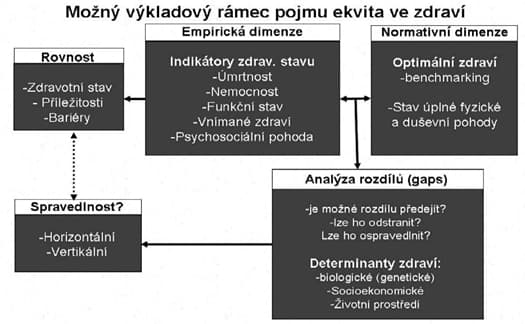 Možný výkladový rámec pojmu ekvita ve zdraví
Rovnost
-Zdravotní stav
- Příležitosti
-Bariéry
Empirická dimenze
Indikátory zdrav. stavu
-Úmrtnost
-Nemocnost
-Funkční stav
-Vnímané zdraví
-Psychosociální pohoda
Normativní dimenze
Optimální zdraví
-benchmarking
-Stav úplné fyzické
a duševní pohody
Spravedlnost?
-Horizontální
-Vertikální
Analýza rozdílů (gaps)
-je možné rozdílu předejít?
-lze ho odstranit?
Lze ho ospravedlnit?
Determinanty zdraví:
-biologické (genetické)
-Socioekonomické
-Životní prostředí